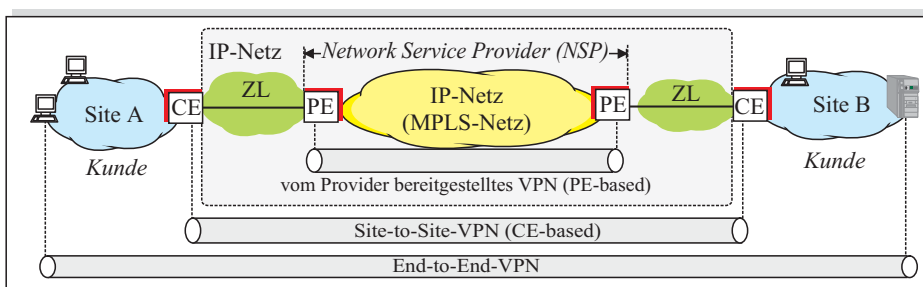 IP-Netz
Network Service Provider (NSP)
Site A
CE
ZL
PE
IP-Netz
(MPLS-Netz)
PE
ZL
CE
Site B
Kunde
Kunde
vom Provider bereitgestelltes VPN (PE-based)
Site-to-Site-VPN (CE-based)
End-to-End-VPN